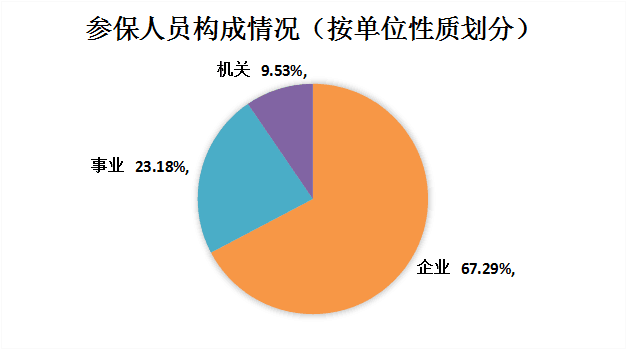 参保人员构成情况（按单位性质划分）
机关 9.53%,
事业 23.18%,
企业 67.29%,